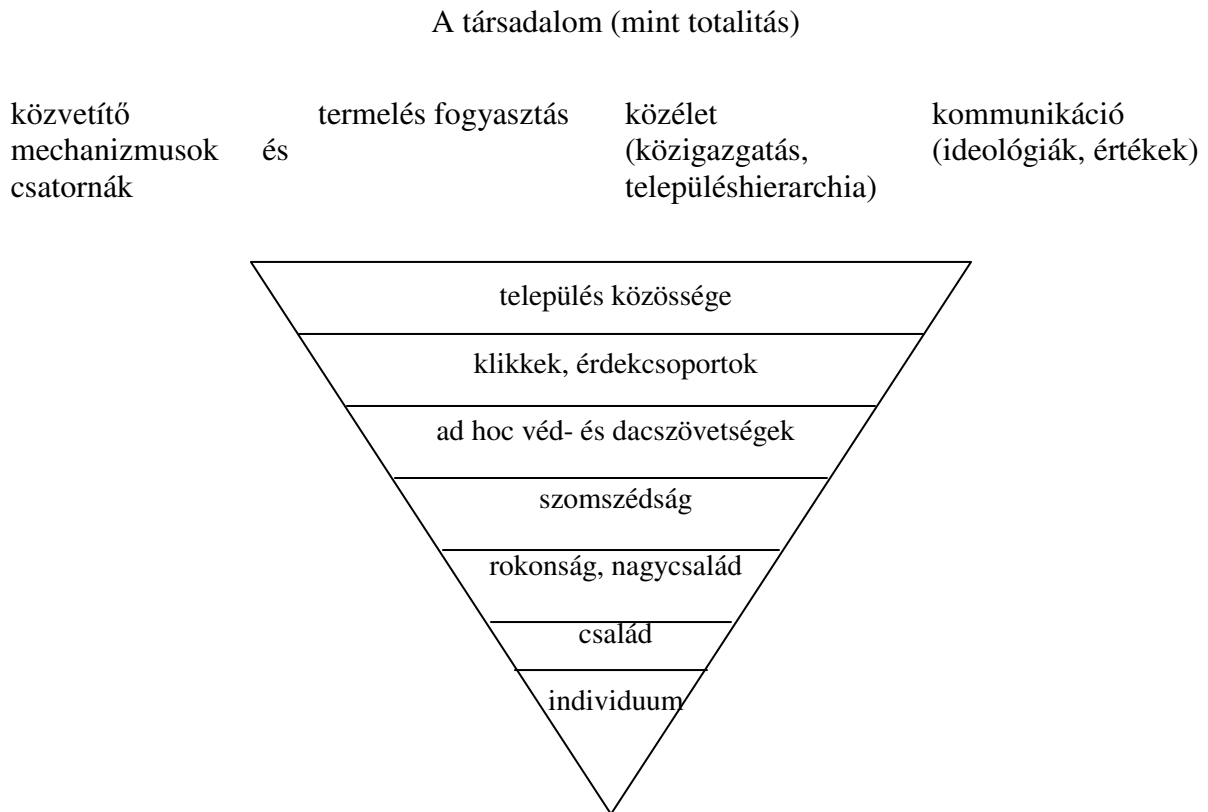 A társadalom (mint totalitás)
közvetítő
mechanizmusok és
csatornák
termelés fogyasztás
közélet
(közigazgatás,
településhierarchia)
kommunikáció
(ideológiák, értékek)
település közössége
klikkek, érdekcsoportok
ad hoc véd- és dacszövetségek
szomszédság
rokonság, nagycsalád
család
individuum